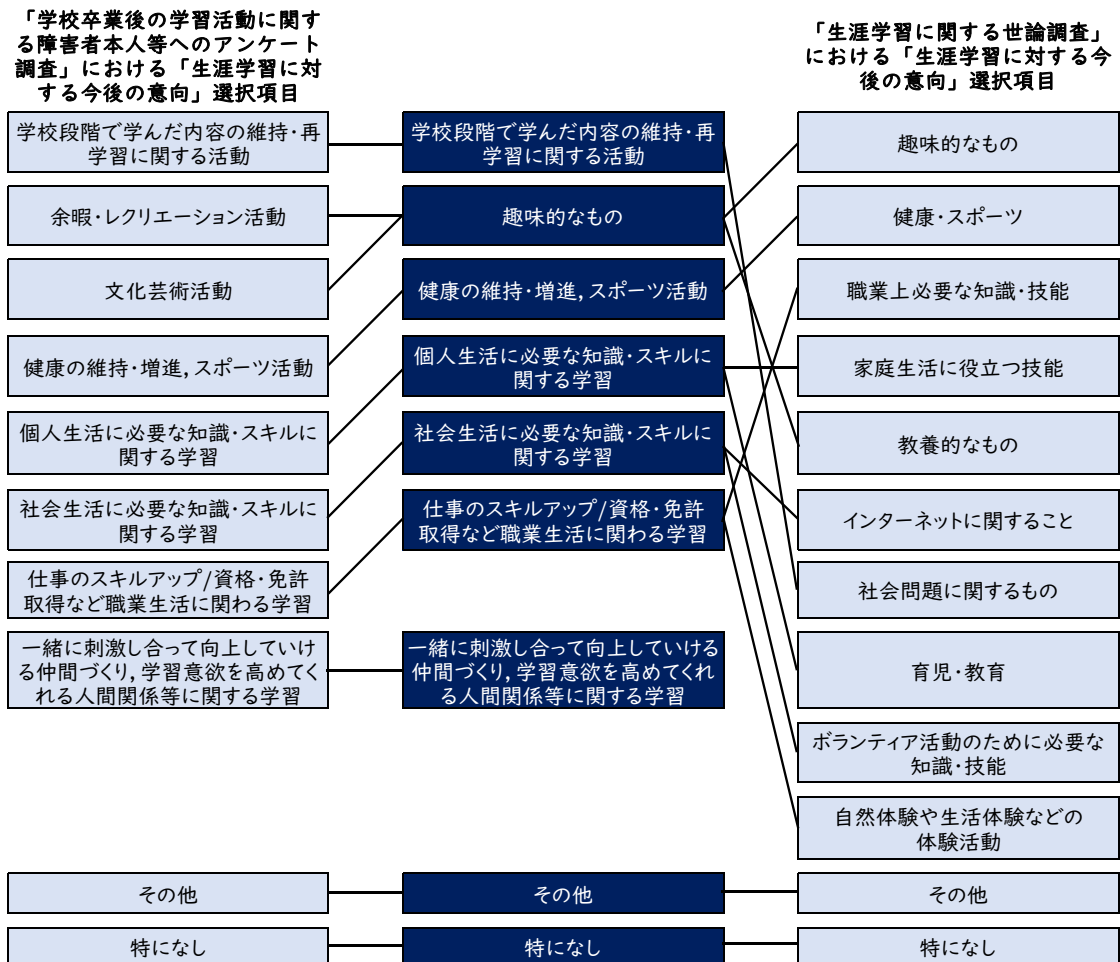 「学校卒業後の学習活動に関す
る障害者本人等へのアンケート
調査」における「生涯学習に対
する今後の意向」選択項目
「生涯学習に関する世論調査」
における「生涯学習に対する今
後の意向」選択項目
学校段階で学んだ内容の維持・再
学習に関する活動
余暇・レクリエーション活動
文化芸術活動
健康の維持・増進,スポーツ活動
個人生活に必要な知識・スキルに
関する学習
社会生活に必要な知識・スキルに
関する学習
仕事のスキルアップ/資格・免許
取得など職業生活に関わる学習
一緒に刺激し合って向上していけ
る仲間づくり,学習意欲を高めてく
れる人間関係等に関する学習
その他
特になし
学校段階で学んだ内容の維持・再
学習に関する活動
趣味的なもの
健康の維持・増進,スポーツ活動
個人生活に必要な知識・スキルに
関する学習
社会生活に必要な知識・スキルに
関する学習
仕事のスキルアップ/資格・免許
取得など職業生活に関わる学習
一緒に刺激し合って向上していける
仲間づくり,学習意欲を高めてくれ
る人間関係等に関する学習
その他
特になし
趣味的なもの
健康・スポーツ
職業上必要な知識・技能
家庭生活に役立つ技能
教養的なもの
インターネットに関すること
社会問題に関するもの
育児・教育
ボランティア活動のために必要な
知識・技能
自然体験や生活体験などの
体験活動
その他
特になし